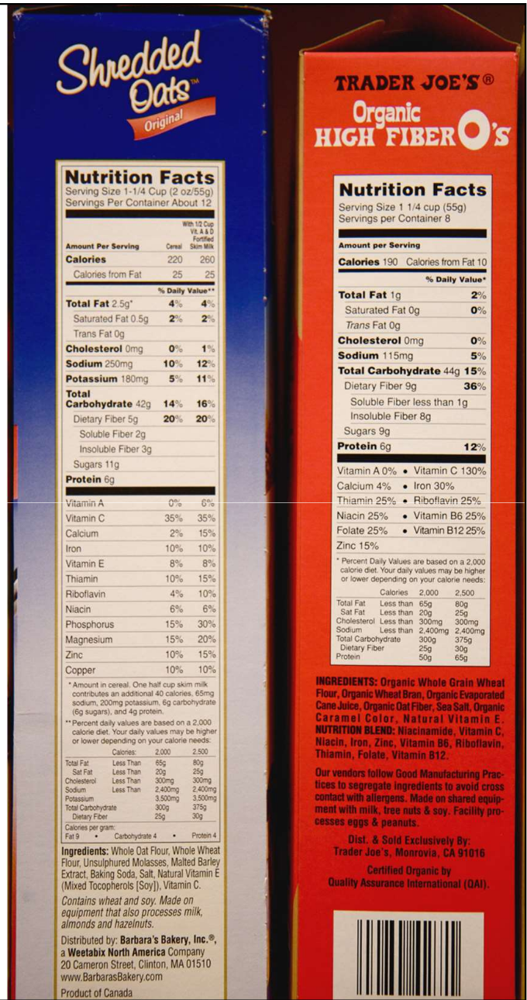 Shredded
Oats™
Original
Nutrition Facts
Serving Size 1-1/4 Cup (2 oz/55g)
Servings Per Container About 12
Amount Per Serving Cereal With 1/2 Cup Vit. A & D Fortified Skim Milk
Calories 220 260
Calories from Fat 25 25
% Daily Value**
Total Fat 2.5g* 4% 4%
Saturated Fat 0.5g 2% 2%
Trans Fat 0g
Cholesterol 0mg 0% 1%
Sodium 250mg 10% 12%
Potassium 180mg 5% 11%
Total
Carbohydrate 42g 14% 16%
Dietary Fiber 5g 20% 20%
Soluble Fiber 2g
Insoluble Fiber 3g
Sugars 11g
Protein 6g
Vitamin A 0% 6%
Vitamin C 35% 35%
Calcium 2% 15%
Iron 10% 10%
Vitamin E 8% 8%
Thiamin 10% 15%
Riboflavin 4% 10%
Niacin 6% 6%
Phosphorus 15% 30%
Magnesium 15% 20%
Zinc 10% 15%
Copper 10% 10%
* Amount in cereal. One half cup skim milk
contributes an additional 40 calories, 65mg
sodium, 200mg potassium, 6g carbohydrate
(6g sugars), and 4g protein.
** Percent daily values are based on a 2,000
calorie diet. Your daily values may be higher
or lower depending on your calorie needs:
Calories: 2,000 2,500
Total Fat Less Than 65g 80g
Sat Fat Less Than 20g 25g
Cholesterol Less Than 300mg 300mg
Sodium Less Than 2,400mg 2,400mg
Potassium 3,500mg 3,500mg
Total Carbohydrate 300g 375g
Dietary Fiber 25g 30g
Calories per gram:
Fat 9 • Carbohydrate 4 • Protein 4
Ingredients: Whole Oat Flour, Whole Wheat
Flour, Unsulphured Molasses, Malted Barley
Extract, Baking Soda, Salt, Natural Vitamin E
(Mixed Tocopherols [Soy]), Vitamin C.
Contains wheat and soy. Made on
equipment that also processes milk,
almonds and hazelnuts.
Distributed by: Barbara's Bakery, Inc.®,
a Weetabix North America Company
20 Cameron Street, Clinton, MA 01510
www.BarbarasBakery.com
Product of Canada
TRADER JOE'S®
Organic
HIGH FIBER O's
Nutrition Facts
Serving Size 1 1/4 cup (55g)
Servings per Container 8
Amount per Serving
Calories 190 Calories from Fat 10
% Daily Value*
Total Fat 1g 2%
Saturated Fat 0g 0%
Trans Fat 0g
Cholesterol 0mg 0%
Sodium 115mg 5%
Total Carbohydrate 44g 15%
Dietary Fiber 9g 36%
Soluble Fiber less than 1g
Insoluble Fiber 8g
Sugars 9g
Protein 6g 12%
Vitamin A 0% • Vitamin C 130%
Calcium 4% • Iron 30%
Thiamin 25% • Riboflavin 25%
Niacin 25% • Vitamin B6 25%
Folate 25% • Vitamin B12 25%
Zinc 15%
* Percent Daily Values are based on a 2,000
calorie diet. Your daily values may be higher
or lower depending on your calorie needs:
Calories 2,000 2,500
Total Fat Less than 65g 80g
Sat Fat Less than 20g 25g
Cholesterol Less than 300mg 300mg
Sodium Less than 2,400mg 2,400mg
Total Carbohydrate 300g 375g
Dietary Fiber 25g 30g
Protein 50g 65g
INGREDIENTS: Organic Whole Grain Wheat
Flour, Organic Wheat Bran, Organic Evaporated
Cane Juice, Organic Oat Fiber, Sea Salt, Organic
Caramel Color, Natural Vitamin E.
NUTRITION BLEND: Niacinamide, Vitamin C,
Niacin, Iron, Zinc, Vitamin B6, Riboflavin,
Thiamin, Folate, Vitamin B12.
Our vendors follow Good Manufacturing Prac-
tices to segregate ingredients to avoid cross
contact with allergens. Made on shared equip-
ment with milk, tree nuts & soy. Facility pro-
cesses eggs & peanuts.
Dist. & Sold Exclusively By:
Trader Joe's, Monrovia, CA 91016
Certified Organic by
Quality Assurance International (QAI).